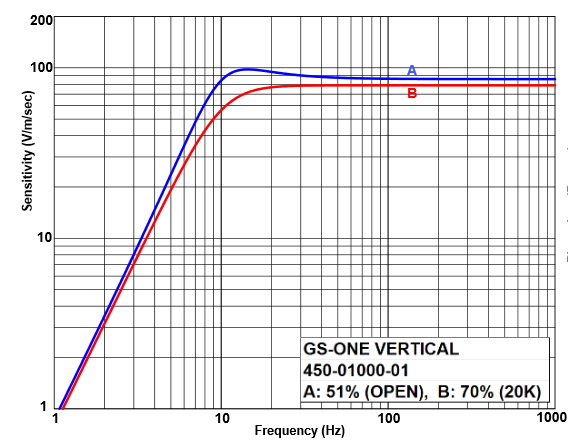 200
100
10
1
Sensitivity (V/m/sec)
A
B
GS-ONE VERTICAL
450-01000-01
A: 51% (OPEN), B: 70% (20K)
1
10
100
1000
Frequency (Hz)